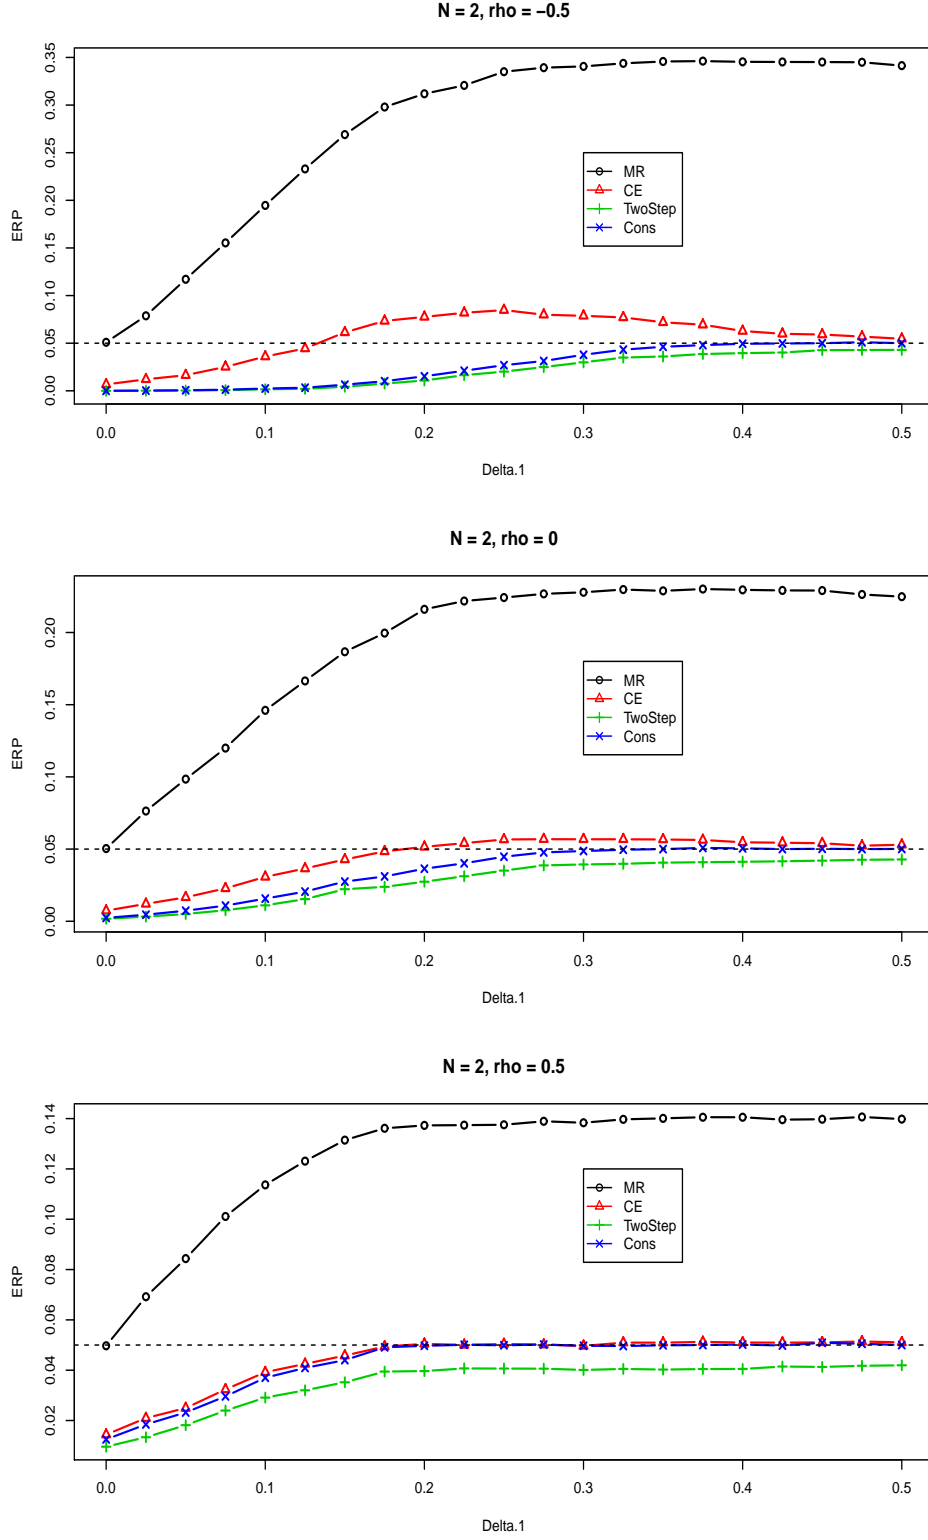 N = 2, rho = −0.5
ERP
0.35
0.30
0.25
0.20
0.15
0.10
0.05
0.00
MR
CE
TwoStep
Cons
0.0 0.1 0.2 0.3 0.4 0.5
Delta.1
N = 2, rho = 0
ERP
0.20
0.15
0.10
0.05
0.00
MR
CE
TwoStep
Cons
0.0 0.1 0.2 0.3 0.4 0.5
Delta.1
N = 2, rho = 0.5
ERP
0.14
0.12
0.10
0.08
0.06
0.04
0.02
MR
CE
TwoStep
Cons
0.0 0.1 0.2 0.3 0.4 0.5
Delta.1